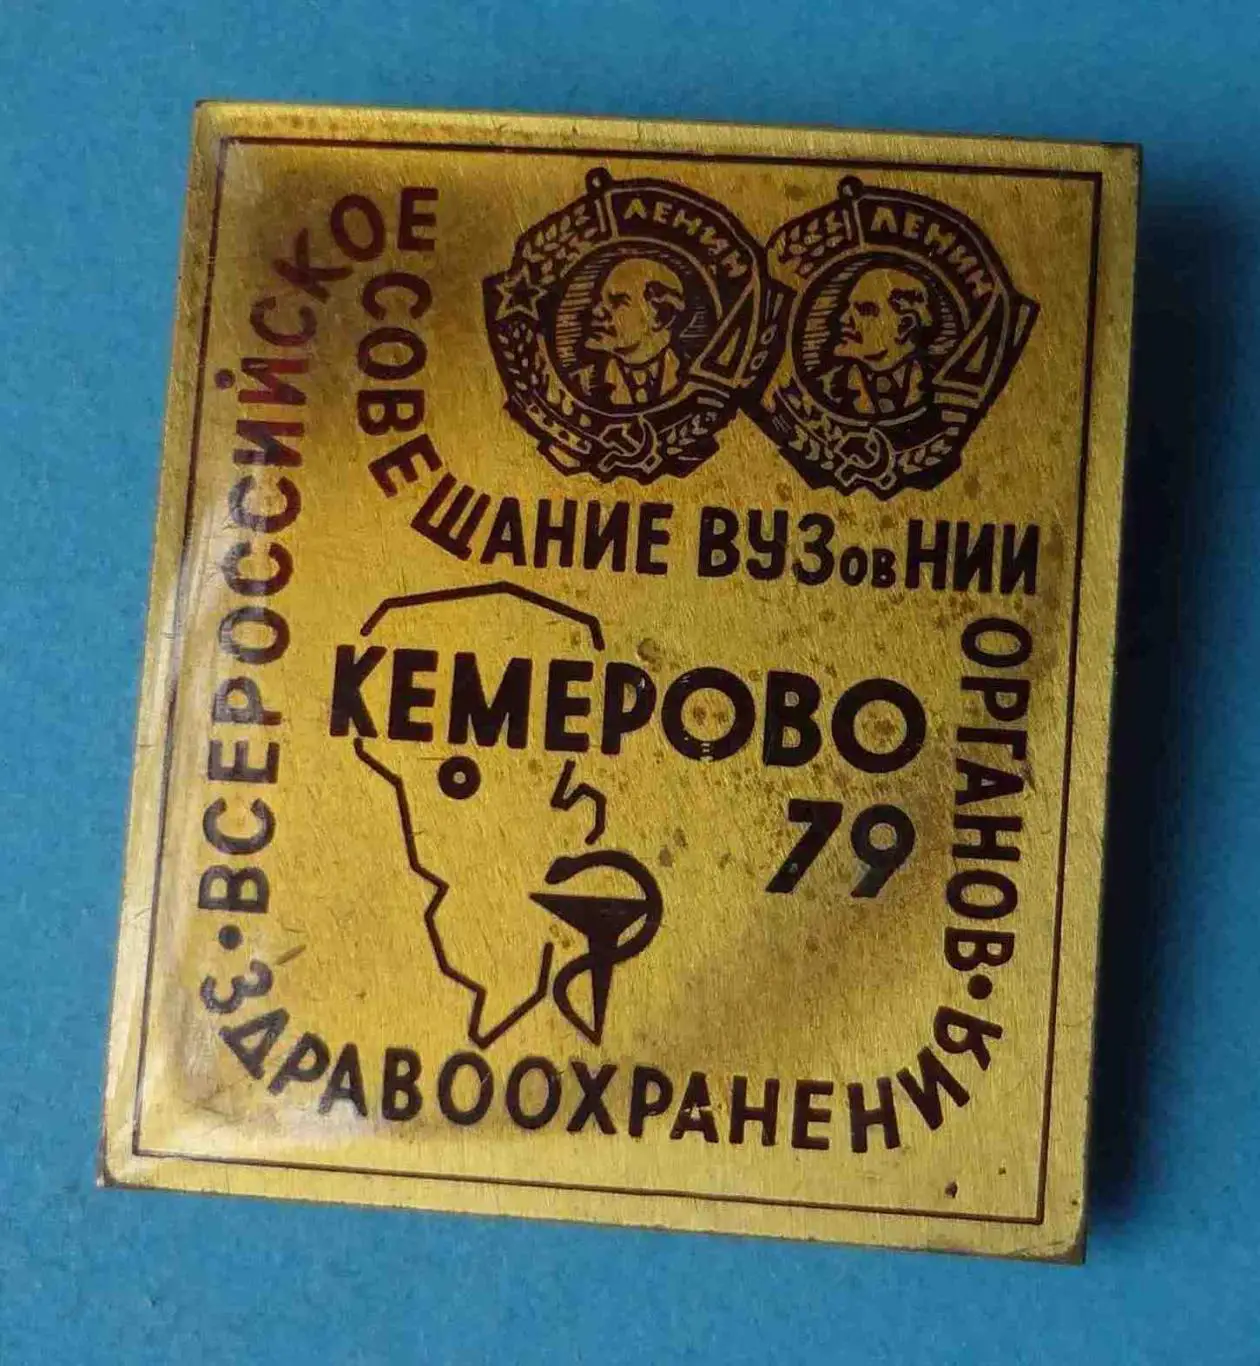 ВСЕРОССИЙСКОЕ
СОВЕЩАНИЕ ВУЗов НИИ
ОРГАНОВ •
ЗДРАВООХРАНЕНИЯ •
ЛЕНИН
ЛЕНИН
КЕМЕРОВО
79